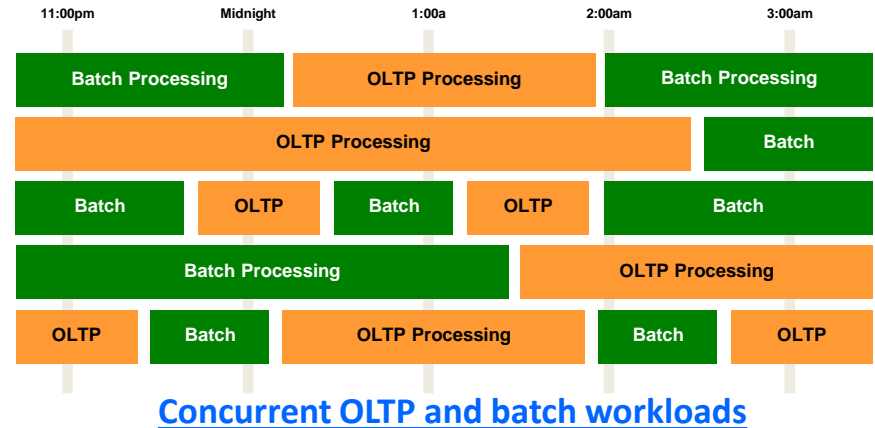 11:00pm Midnight 1:00a 2:00am 3:00am
Batch Processing OLTP Processing Batch Processing
OLTP Processing Batch
Batch OLTP Batch OLTP Batch
Batch Processing OLTP Processing
OLTP Batch OLTP Processing Batch OLTP
Concurrent OLTP and batch workloads